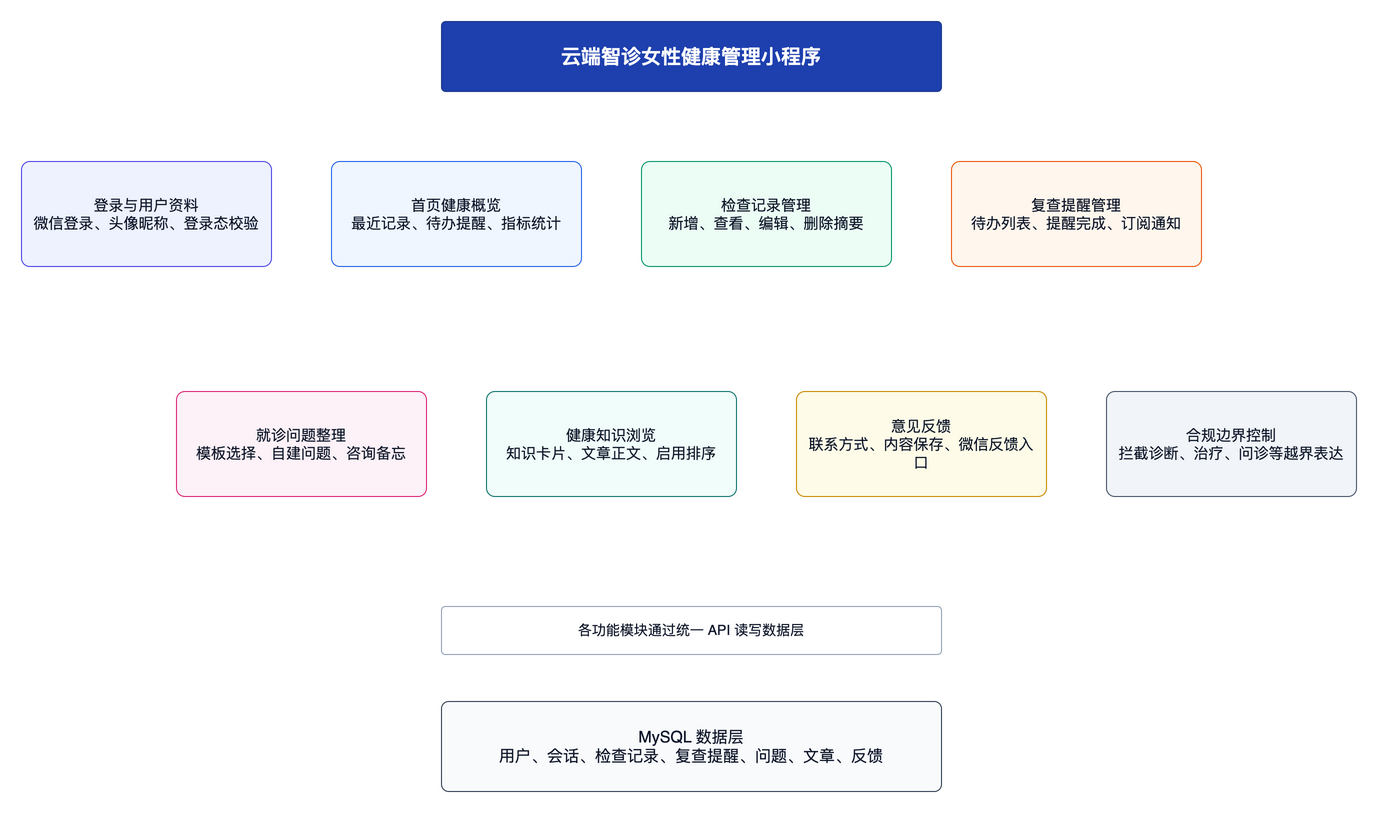 云端智诊女性健康管理小程序
登录与用户资料
微信登录、头像昵称、登录态校验
首页健康概览
最近记录、待办提醒、指标统计
检查记录管理
新增、查看、编辑、删除摘要
复查提醒管理
待办列表、提醒完成、订阅通知
就诊问题整理
模板选择、自建问题、咨询备忘
健康知识浏览
知识卡片、文章正文、启用排序
意见反馈
联系方式、内容保存、微信反馈入
口
合规边界控制
拦截诊断、治疗、问诊等越界表达
各功能模块通过统一 API 读写数据层
MySQL 数据层
用户、会话、检查记录、复查提醒、问题、文章、反馈